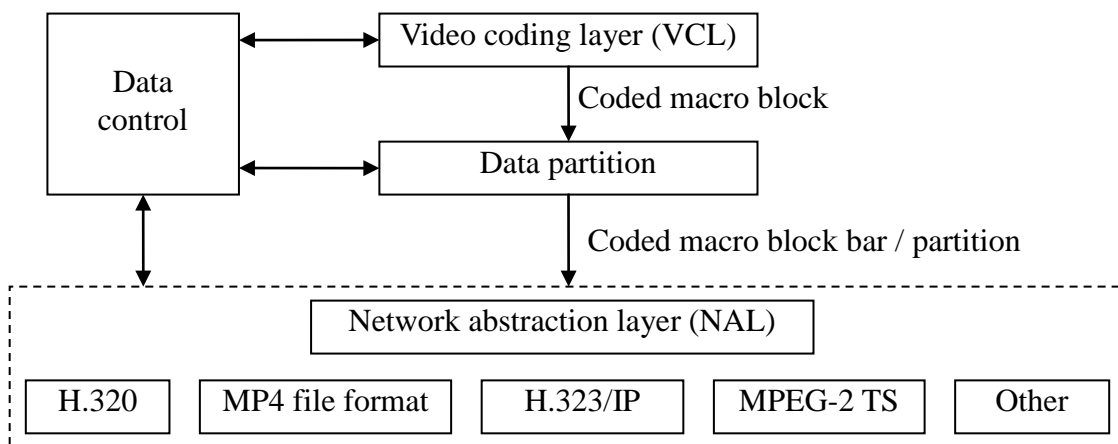 Video coding layer (VCL)
Data
control
Coded macro block
Data partition
Coded macro block bar / partition
Network abstraction layer (NAL)
H.320
MP4 file format
H.323/IP
MPEG-2 TS
Other